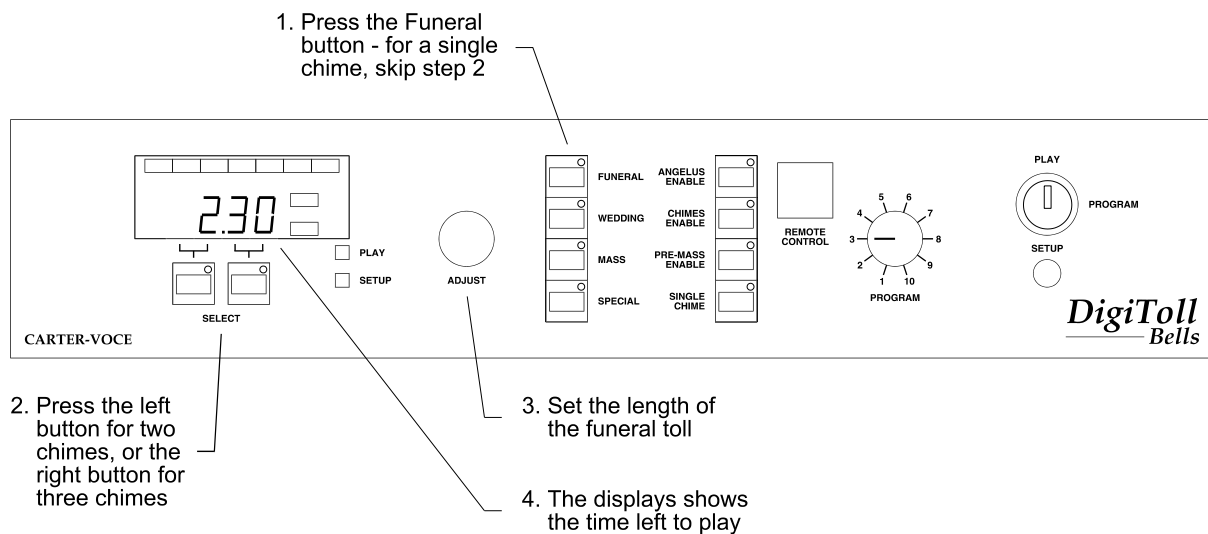 1. Press the Funeral
button - for a single
chime, skip step 2
2.30
PLAY
SETUP
SELECT
CARTER-VOCE
ADJUST
FUNERAL
WEDDING
MASS
SPECIAL
ANGELUS
ENABLE
CHIMES
ENABLE
PRE-MASS
ENABLE
SINGLE
CHIME
REMOTE
CONTROL
5 6
4 7
3 8
2 9
1 10
PROGRAM
PLAY
PROGRAM
SETUP
DigiToll
Bells
2. Press the left
button for two
chimes, or the
right button for
three chimes
3. Set the length of
the funeral toll
4. The displays shows
the time left to play